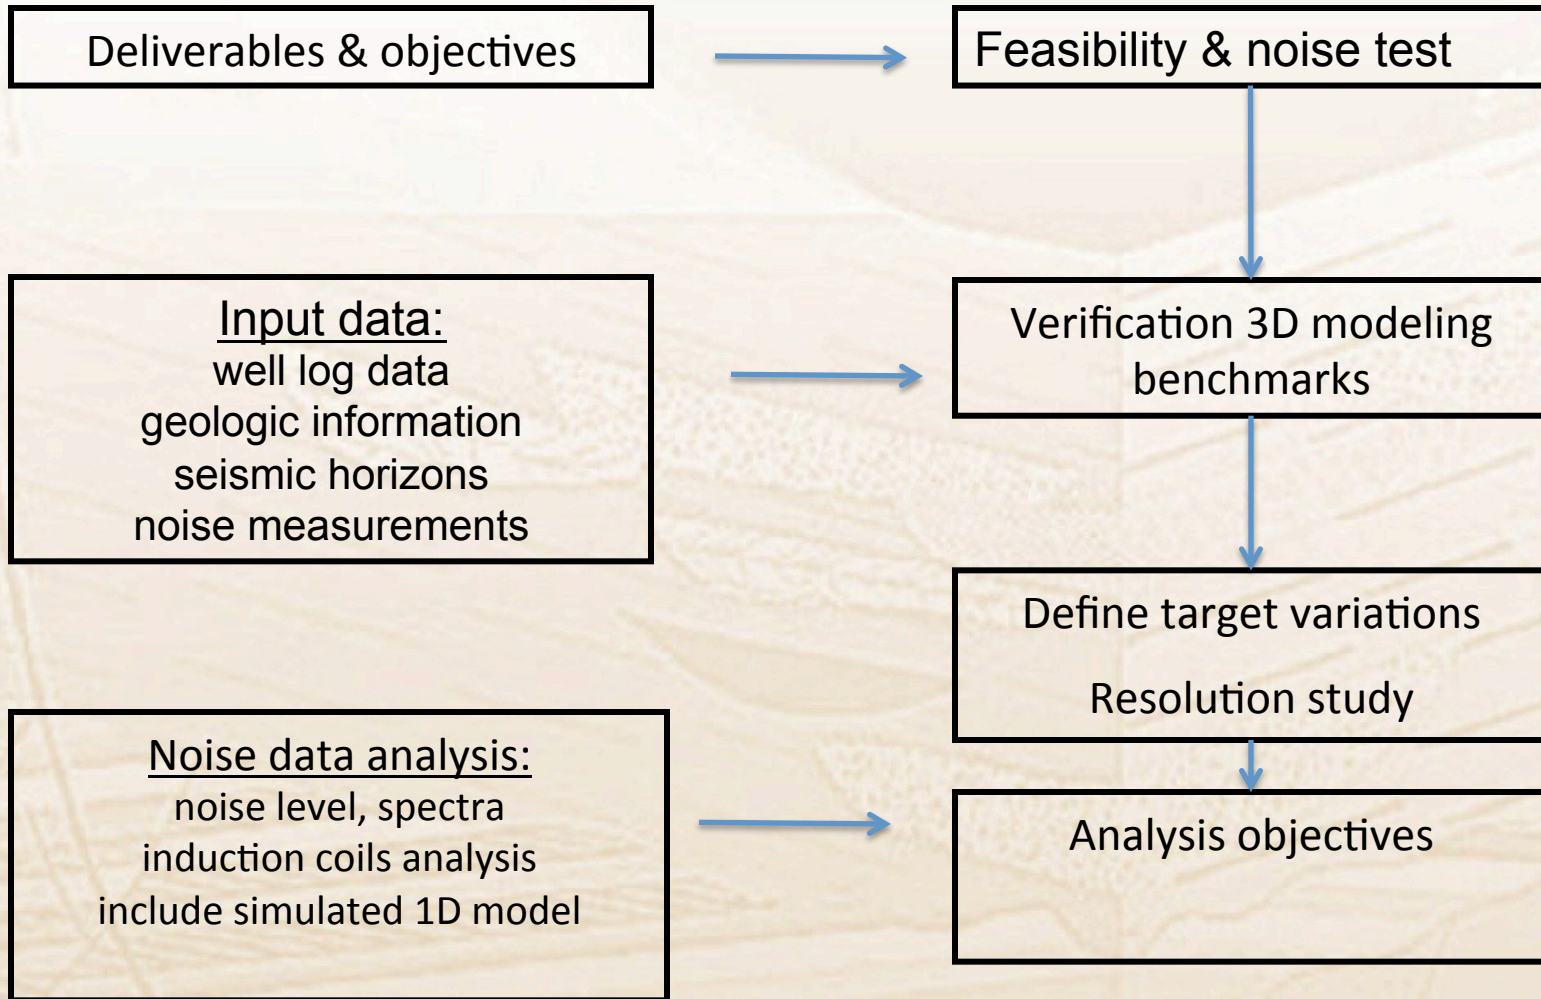 Deliverables & objectives
Feasibility & noise test
Input data:
well log data
geologic information
seismic horizons
noise measurements
Verification 3D modeling
benchmarks
Define target variations
Resolution study
Noise data analysis:
noise level, spectra
induction coils analysis
include simulated 1D model
Analysis objectives